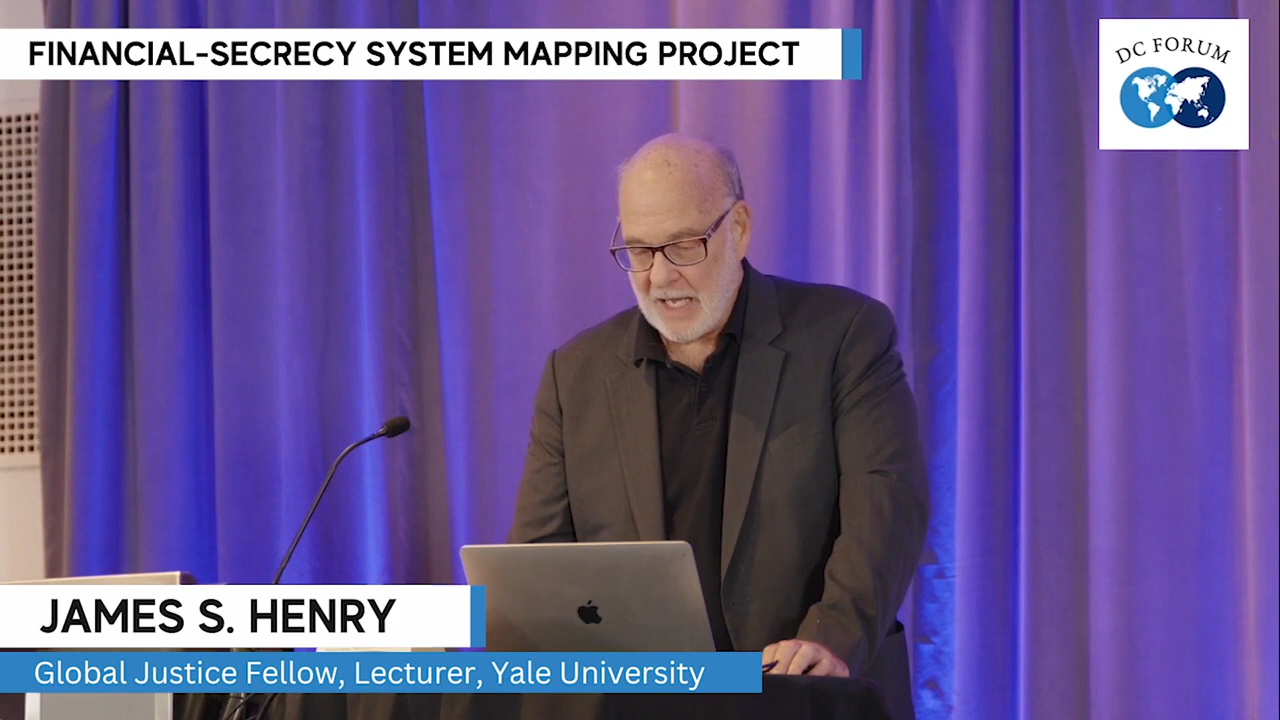 FINANCIAL-SECRECY SYSTEM MAPPING PROJECT
DC FORUM
JAMES S. HENRY
Global Justice Fellow, Lecturer, Yale University